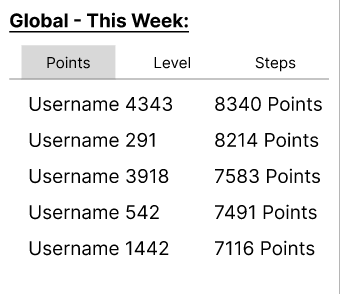 Global - This Week:
Points Level Steps
Username 4343 8340 Points
Username 291 8214 Points
Username 3918 7583 Points
Username 542 7491 Points
Username 1442 7116 Points